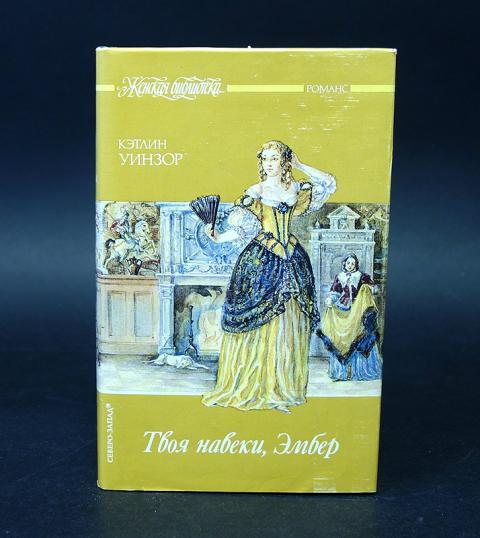 Женская библиотека
РОМАНС
КЭТЛИН
УИНЗОР
СЕВЕРО-ЗАПАД®
Твоя навеки, Эмбер